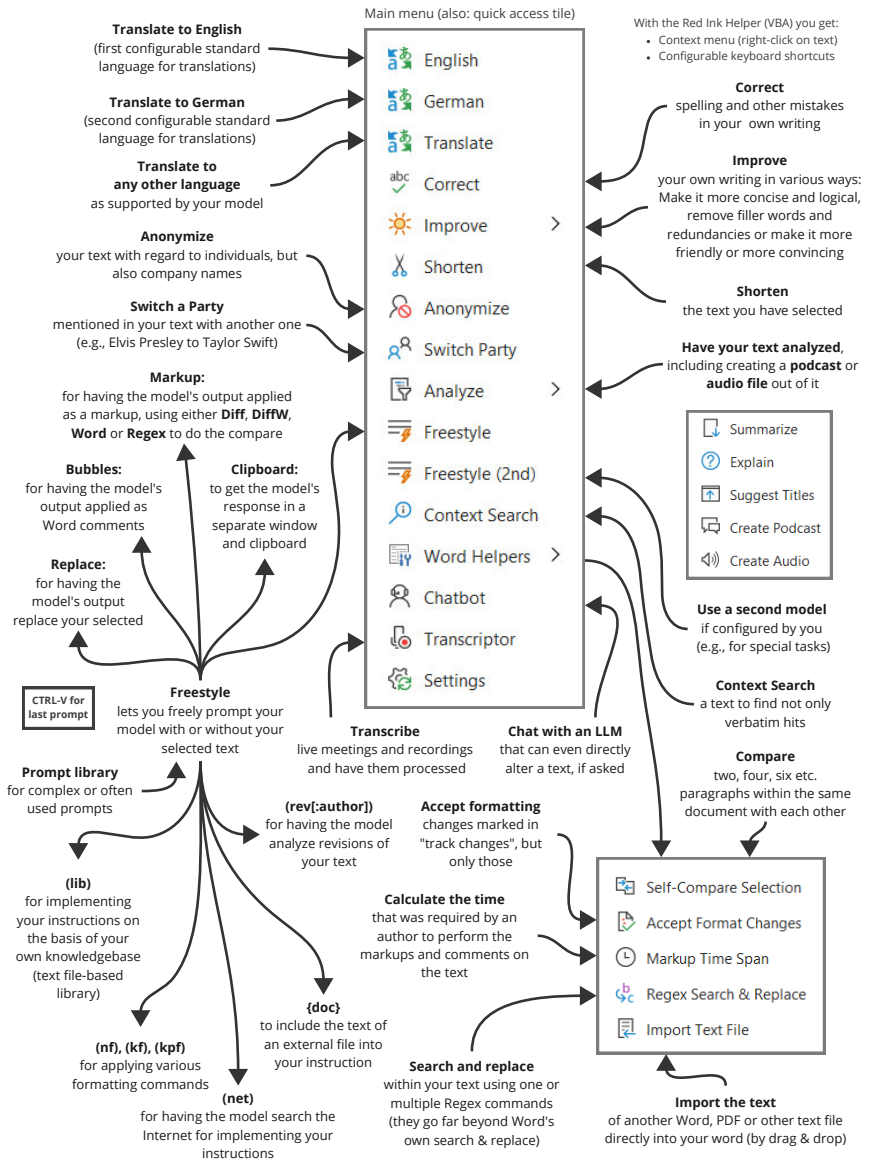 Main menu (also: quick access tile)
With the Red Ink Helper (VBA) you get:
• Context menu (right-click on text)
• Configurable keyboard shortcuts
Translate to English
(first configurable standard
language for translations)
Translate to German
(second configurable standard
language for translations)
Translate to
any other language
as supported by your model
Anonymize
your text with regard to individuals, but
also company names
Switch a Party
mentioned in your text with another one
(e.g., Elvis Presley to Taylor Swift)
Markup:
for having the model's output applied
as a markup, using either Diff, DiffW,
Word or Regex to do the compare
Bubbles:
for having the model's
output applied as
Word comments
Clipboard:
to get the model's
response in a
separate window
and clipboard
Replace:
for having the
model's output
replace your selected
CTRL-V for
last prompt
Freestyle
lets you freely prompt your
model with or without your
selected text
Prompt library
for complex or often
used prompts
English
German
Translate
abc
Correct
Improve
Shorten
Anonymize
Switch Party
Analyze
Freestyle
Freestyle (2nd)
Context Search
Word Helpers
Chatbot
Transcriptor
Settings
Correct
spelling and other mistakes
in your own writing
Improve
your own writing in various ways:
Make it more concise and logical,
remove filler words and
redundancies or make it more
friendly or more convincing
Shorten
the text you have selected
Have your text analyzed,
including creating a podcast or
audio file out of it
Summarize
Explain
Suggest Titles
Create Podcast
Create Audio
Use a second model
if configured by you
(e.g., for special tasks)
Context Search
a text to find not only
verbatim hits
Compare
two, four, six etc.
paragraphs within the same
document with each other
Transcribe
live meetings and recordings
and have them processed
Chat with an LLM
that can even directly
alter a text, if asked
(rev[:author])
for having the model
analyze revisions of
your text
Accept formatting
changes marked in
"track changes", but
only those
Calculate the time
that was required by an
author to perform the
markups and comments on
the text
(lib)
for implementing
your instructions on
the basis of your
own knowledgebase
(text file-based
library)
{doc}
to include the text of
an external file into
your instruction
(nf), (kf), (kpf)
for applying various
formatting commands
(net)
for having the model search the
Internet for implementing your
instructions
Search and replace
within your text using one or
multiple Regex commands
(they go far beyond Word's
own search & replace)
Self-Compare Selection
Accept Format Changes
Markup Time Span
b
c
Regex Search & Replace
Import Text File
Import the text
of another Word, PDF or other text file
directly into your word (by drag & drop)